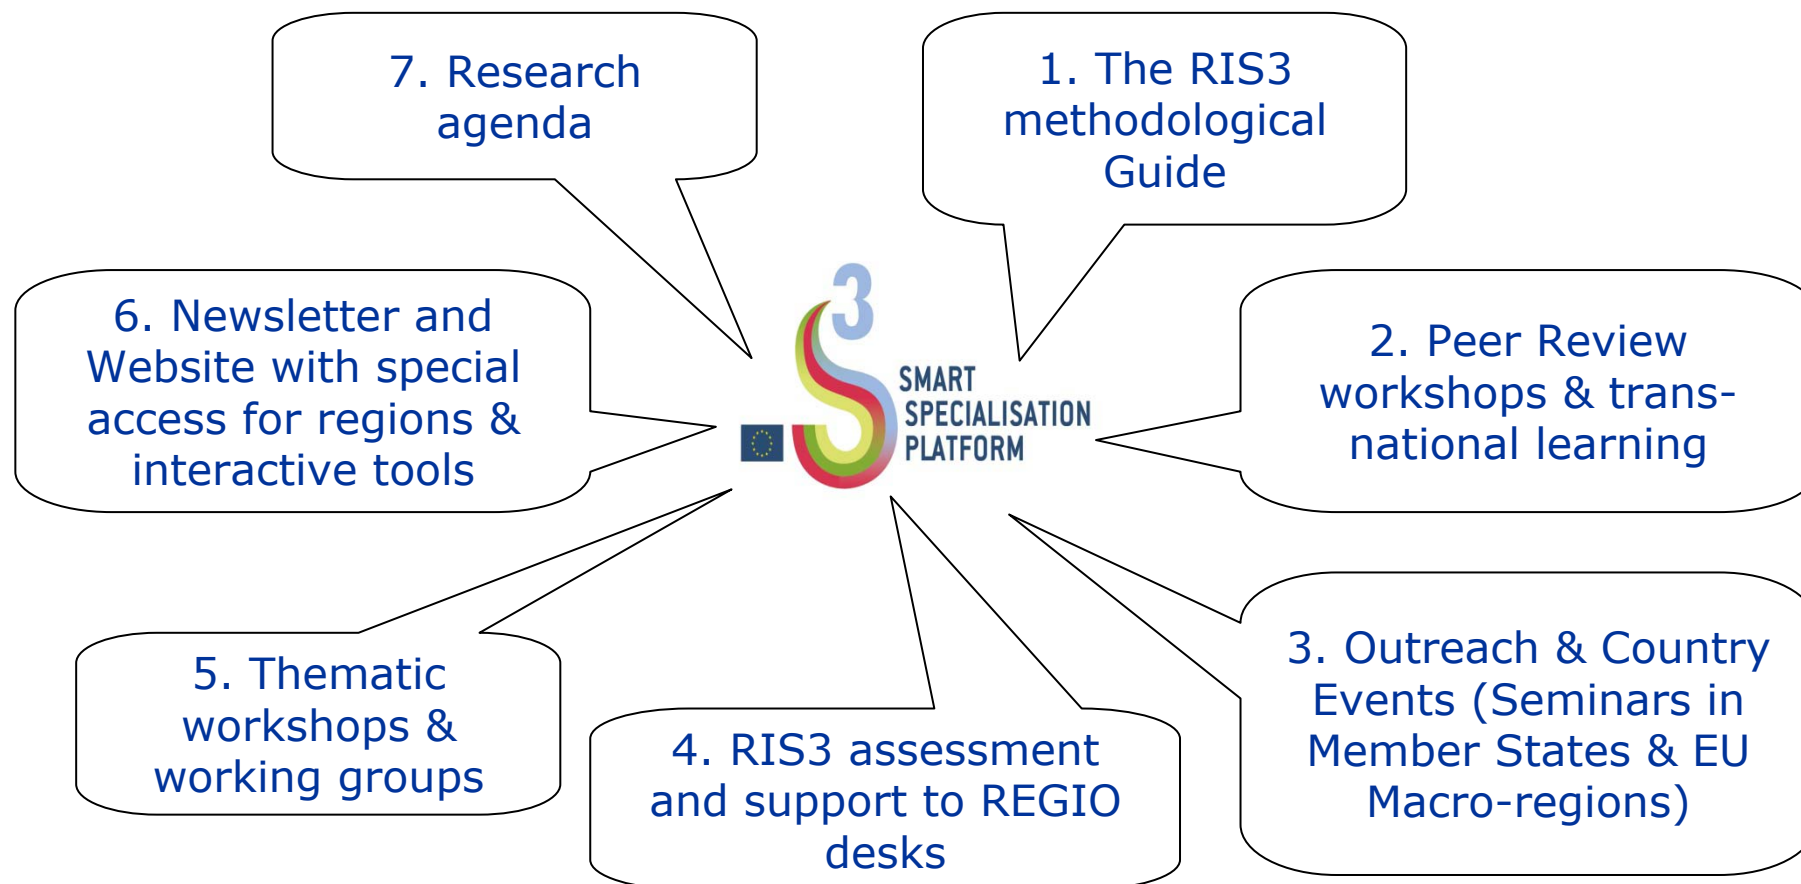 7. Research
agenda
1. The RIS3
methodological
Guide
6. Newsletter and
Website with special
access for regions &
interactive tools
3
S
SMART
SPECIALISATION
PLATFORM
2. Peer Review
workshops & trans-
national learning
5. Thematic
workshops &
working groups
4. RIS3 assessment
and support to REGIO
desks
3. Outreach & Country
Events (Seminars in
Member States & EU
Macro-regions)